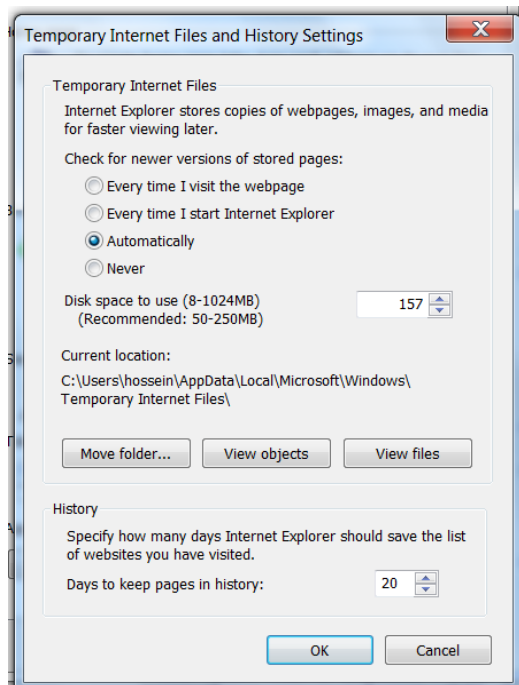 Temporary Internet Files and History Settings
Temporary Internet Files
Internet Explorer stores copies of webpages, images, and media
for faster viewing later.
Check for newer versions of stored pages:
Every time I visit the webpage
Every time I start Internet Explorer
Automatically
Never
Disk space to use (8-1024MB)
157
(Recommended: 50-250MB)
Current location:
C:\Users\hossein\AppData\Local\Microsoft\Windows\
Temporary Internet Files\
Move folder... View objects View files
History
Specify how many days Internet Explorer should save the list
of websites you have visited.
Days to keep pages in history: 20
OK Cancel